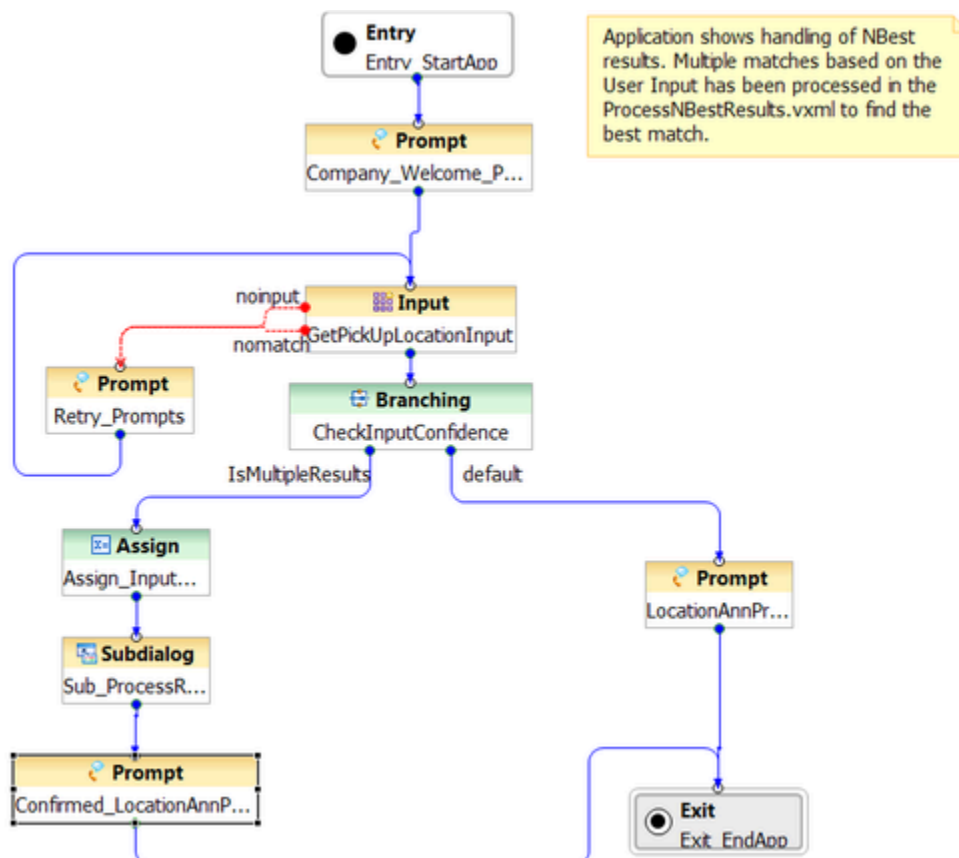 Entry
Entry_StartApp
Application shows handling of NBest
results. Multiple matches based on the
User Input has been processed in the
ProcessNBestResults.vxml to find the
best match.
Prompt
Company_Welcome_P...
noinput
Input
nomatch
GetPickUpLocationInput
Prompt
Retry_Prompts
Branching
CheckInputConfidence
IsMultipleResults
default
Assign
Assign_Input...
Prompt
LocationAnnPr...
Subdialog
Sub_ProcessR...
Prompt
Confirmed_LocationAnnP...
Exit
Exit_EndApp